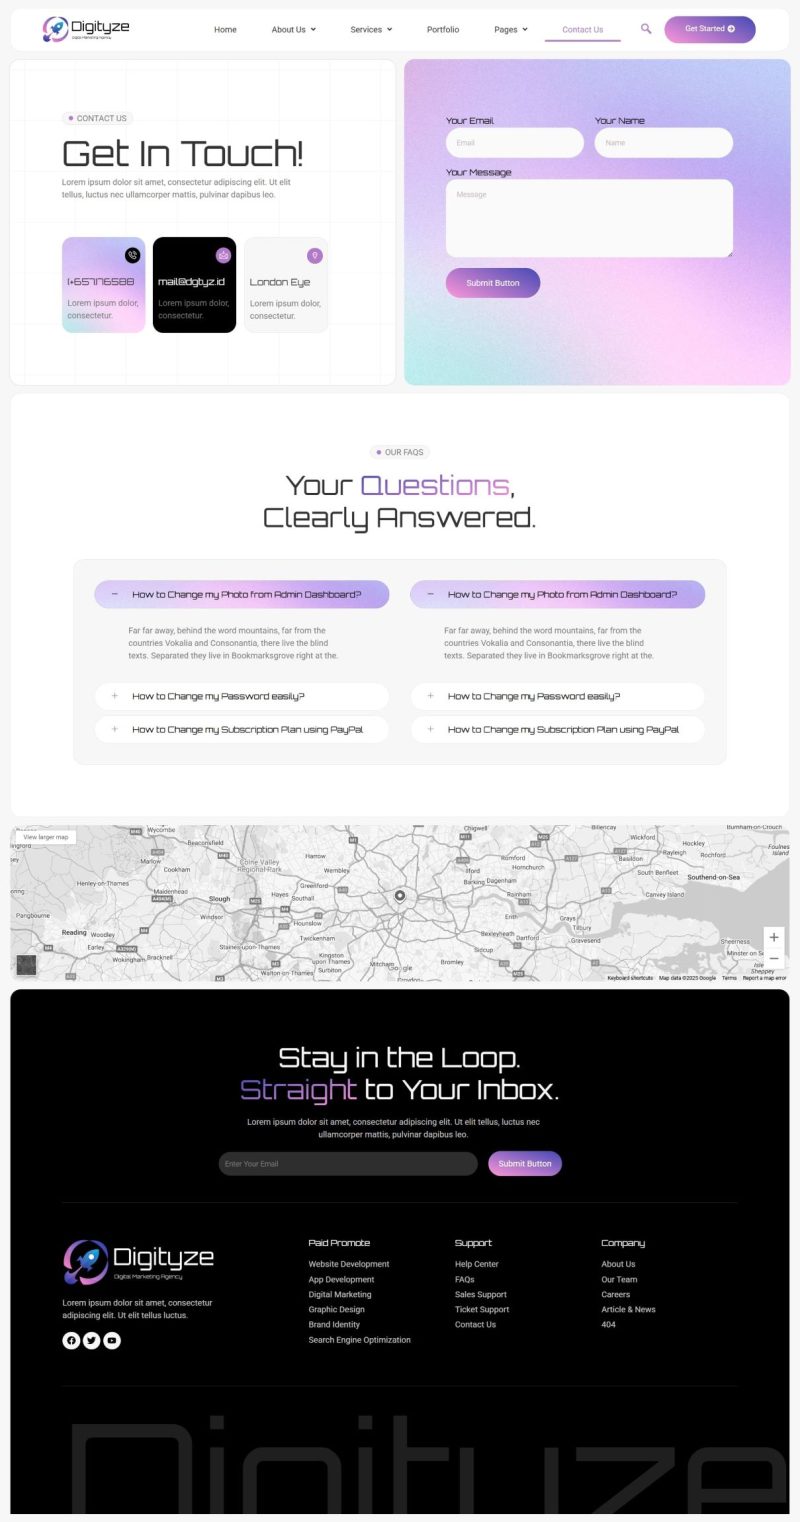 Digityze
Digital Marketing Agency
Home
About Us
Services
Portfolio
Pages
Contact Us
Get Started
CONTACT US
Get In Touch!
Lorem ipsum dolor sit amet, consectetur adipiscing elit. Ut elit
tellus, luctus nec ullamcorper mattis, pulvinar dapibus leo.
mail@dgtyz.id
London Eye
Lorem ipsum dolor,
consectetur.
Lorem ipsum dolor,
consectetur.
Lorem ipsum dolor,
consectetur.
Your Email
Your Name
Email
Name
Your Message
Message
Submit Button
OUR FAQS
Your Questions,
Clearly Answered.
How to Change my Photo from Admin Dashboard?
Far far away, behind the word mountains, far from the
countries Vokalia and Consonantia, there live the blind
texts. Separated they live in Bookmarksgrove right at the.
How to Change my Password easily?
How to Change my Subscription Plan using PayPal
How to Change my Photo from Admin Dashboard?
Far far away, behind the word mountains, far from the
countries Vokalia and Consonantia, there live the blind
texts. Separated they live in Bookmarksgrove right at the.
How to Change my Password easily?
How to Change my Subscription Plan using PayPal
View larger map
Wycombe
Beaconsfield
Chigwell
Billericay
Burnham-on-Crouch
Wickford
Hockley
Rayleigh
Rochford
Foulness
Island
Marlow
Cookham
Colne Valley
Regional Park
Harrow
Wembley
Romford
Hornchurch
Basildon
Ilford
South Benfleet
Southend-on-Sea
Henley-on-Thames
Maidenhead
Slough
Hayes
Greenford
Southall
Barking
Dagenham
Rainham
Canvey Island
Pangbourne
Windsor
Hounslow
Erith
Grays
Tilbury
Reading
Woodley
Earley
Wokingham
Bracknell
Staines-upon-Thames
Twickenham
Kingston
upon Thames
Surbiton
Walton-on-Thames
Mitcham
Google
Croydon
Bromley
Sidcup
Bexleyheath
Dartford
Gravesend
Sheerness
Minster on Sea
Isle
Sheppey
Keyboard shortcuts
Map data ©2025 Google
Terms
Report a map error
Stay in the Loop.
Straight to Your Inbox.
Lorem ipsum dolor sit amet, consectetur adipiscing elit. Ut elit tellus, luctus nec
ullamcorper mattis, pulvinar dapibus leo.
Enter Your Email
Submit Button
Digityze
Digital Marketing Agency
Lorem ipsum dolor sit amet, consectetur
adipiscing elit. Ut elit tellus luctus.
Paid Promote
Website Development
App Development
Digital Marketing
Graphic Design
Brand Identity
Search Engine Optimization
Support
Help Center
FAQs
Sales Support
Ticket Support
Contact Us
Company
About Us
Our Team
Careers
Article & News
404
Digityze